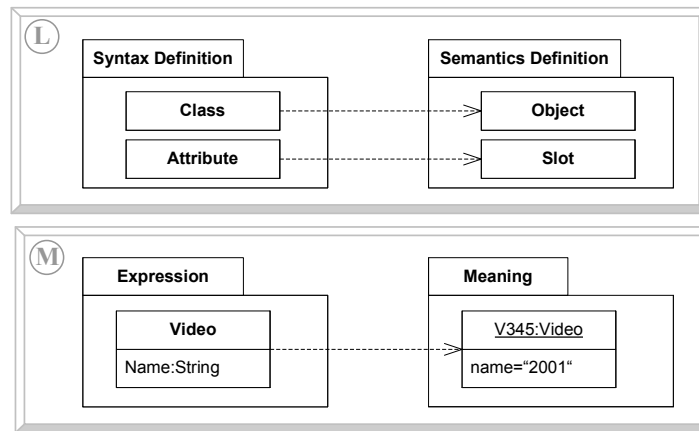 L
Syntax Definition
Semantics Definition
Class
Object
Attribute
Slot
M
Expression
Meaning
Video
V345:Video
Name:String
name=“2001“